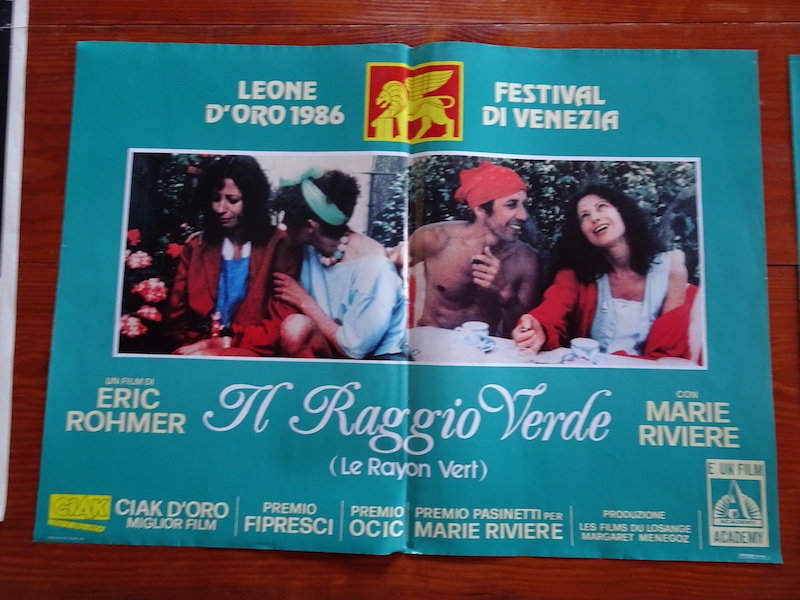 LEONE
D'ORO 1986
FESTIVAL
DI VENEZIA
UN FILM DI
ERIC
ROHMER
Il Raggio Verde
(Le Rayon Vert)
CON
MARIE
RIVIERE
CIAK
CIAK D'ORO
MIGLIOR FILM
PREMIO
FIPRESCI
PREMIO
OCIC
PREMIO PASINETTI PER
MARIE RIVIERE
PRODUZIONE
LES FILMS DU LOSANGE
MARGARET MENEGOZ
E' UN FILM
ACADEMY
ACADEMY